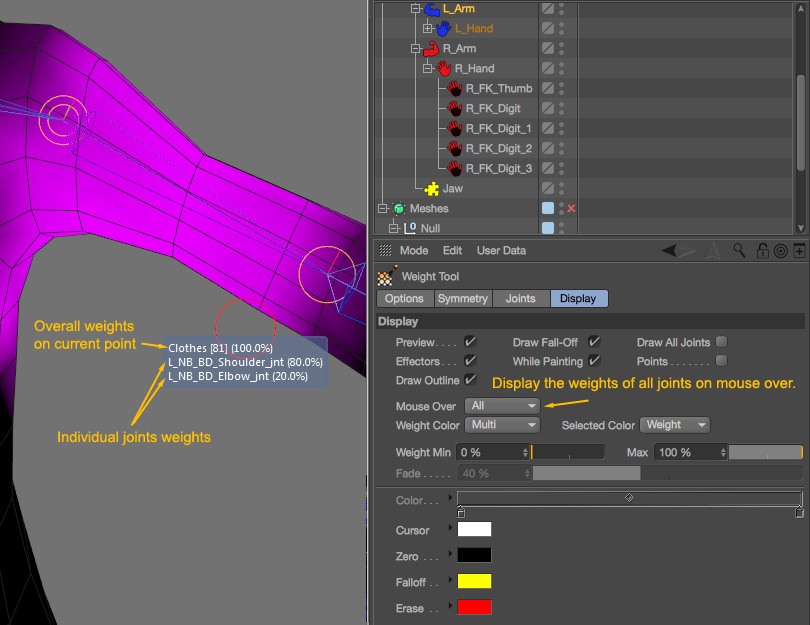 L_Arm
L_Hand
R_Arm
R_Hand
R_FK_Thumb
R_FK_Digit
R_FK_Digit_1
R_FK_Digit_2
R_FK_Digit_3
Jaw
Meshes
Null
Mode Edit User Data
Weight Tool
Options Symmetry Joints Display
Display
Preview.... Draw Fall-Off Draw All Joints
Effectors.. While Painting Points......
Draw Outline
Display the weights of all joints on mouse over.
Mouse Over All
Weight Color Multi Selected Color Weight
Weight Min 0 % Max 100 %
Fade..... 40 %
Color...
Cursor
Zero....
Falloff..
Erase ..
Overall weights
on current point
Clothes [81] (100.0%)
L_NB_BD_Shoulder_jnt (80.0%)
L_NB_BD_Elbow_jnt (20.0%)
Individual joints weights